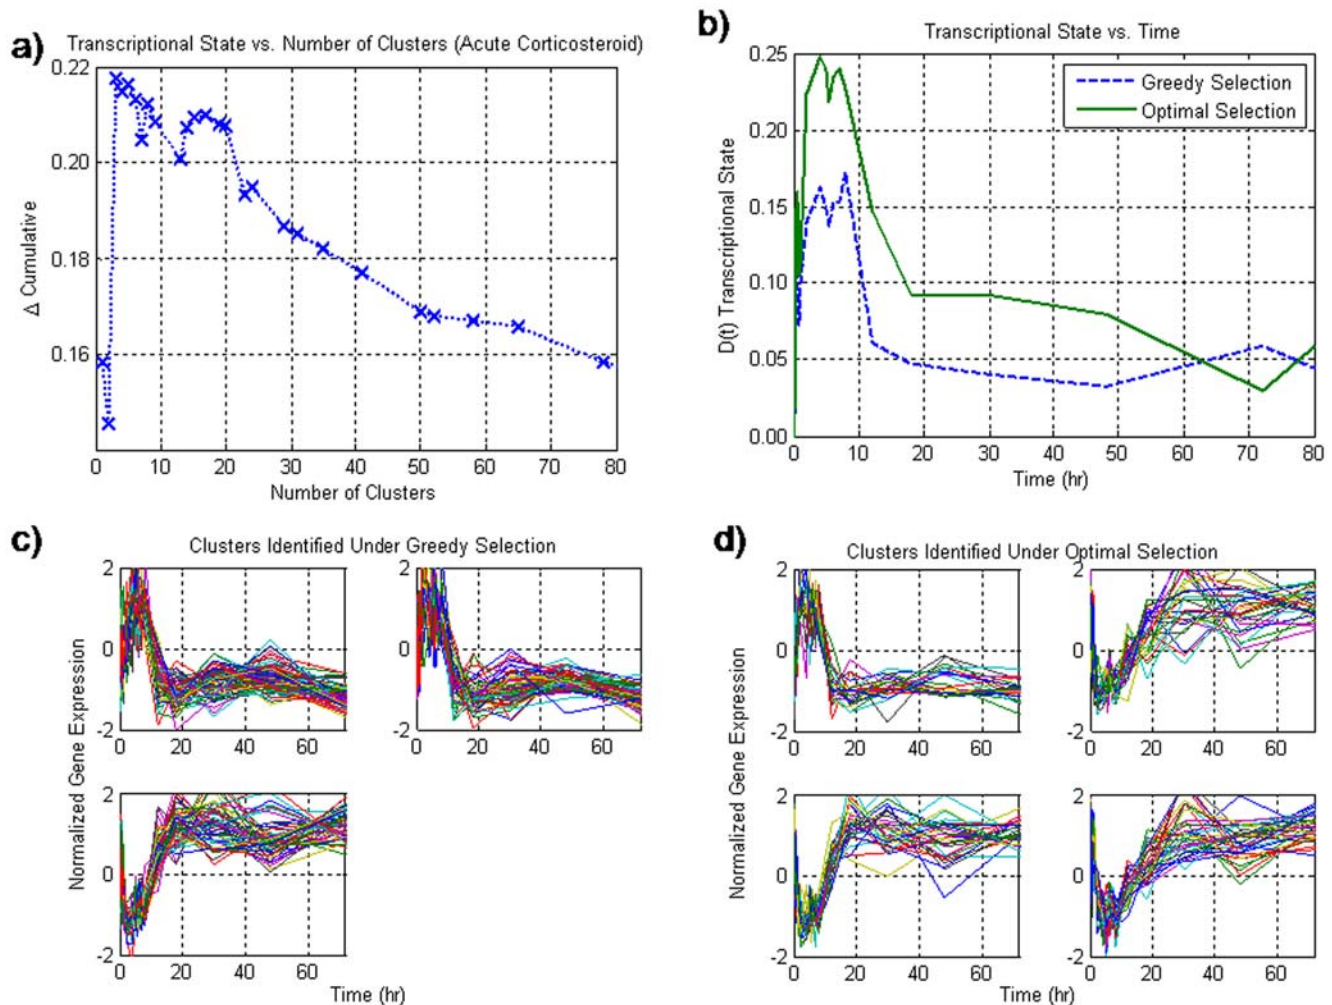 a)
Transcriptional State vs. Number of Clusters (Acute Corticosteroid)
0.22
0.20
0.18
0.16
Δ Cumulative
0 10 20 30 40 50 60 70 80
Number of Clusters
b)
Transcriptional State vs. Time
0.25
0.20
0.15
0.10
0.05
0.00
D(t) Transcriptional State
Greedy Selection
Optimal Selection
0 10 20 30 40 50 60 70 80
Time (hr)
c)
Clusters Identified Under Greedy Selection
Normalized Gene Expression
2
0
-2
0 20 40 60
2
0
-2
0 20 40 60
2
0
-2
0 20 40 60
Time (hr)
d)
Clusters Identified Under Optimal Selection
Normalized Gene Expression
2
0
-2
0 20 40 60
2
0
-2
0 20 40 60
2
0
-2
0 20 40 60
2
0
-2
0 20 40 60
Time (hr)